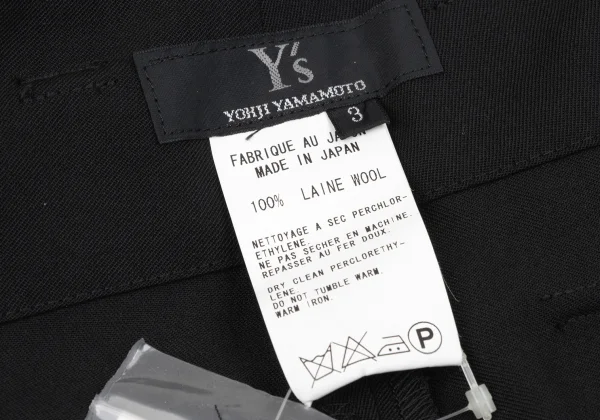 Y's
YOHJI YAMAMOTO
3
FABRIQUE AU
MADE IN JAPAN
100% LAINE WOOL
NETTOYAGE A SEC PERCHLOR-
ETHYLENE.
NE PAS SECHER EN MACHINE.
REPASSER AU FER DOUX.
DRY CLEAN PERCLORETHY-
LENE.
DO NOT TUMBLE WARM.
WARM IRON.
P